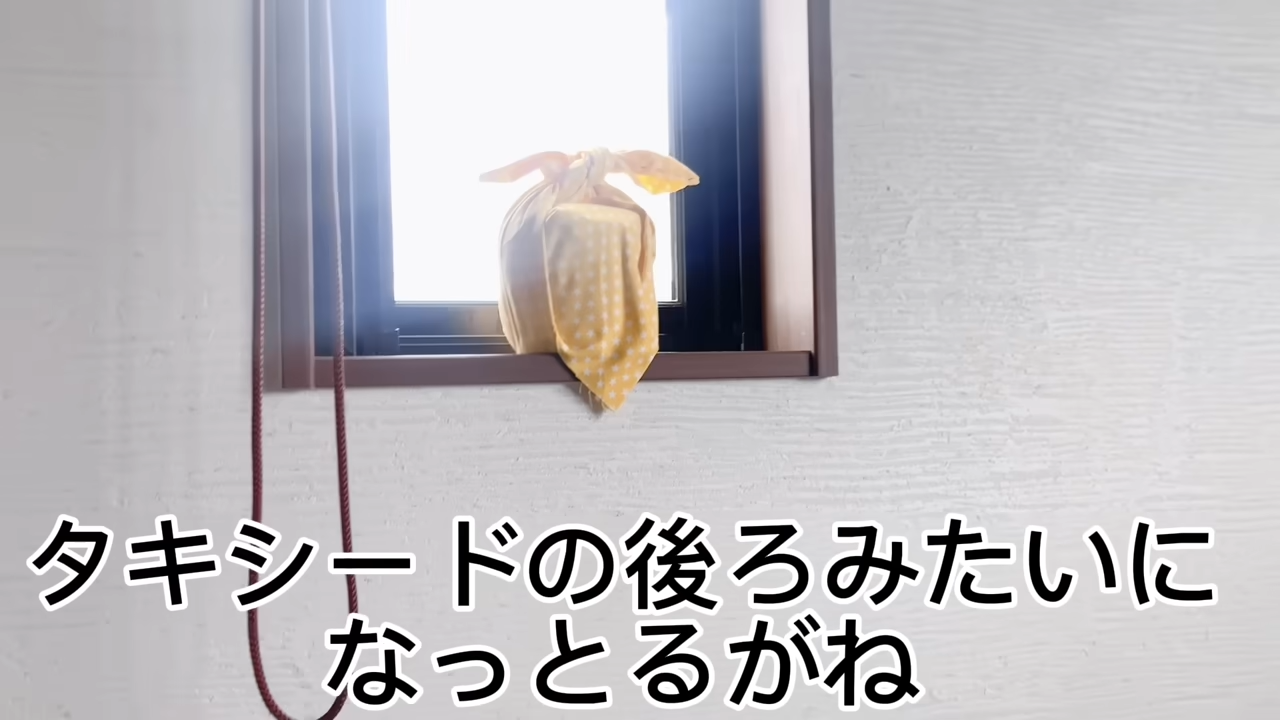 タキシードの後ろみたいに
なっとるがね